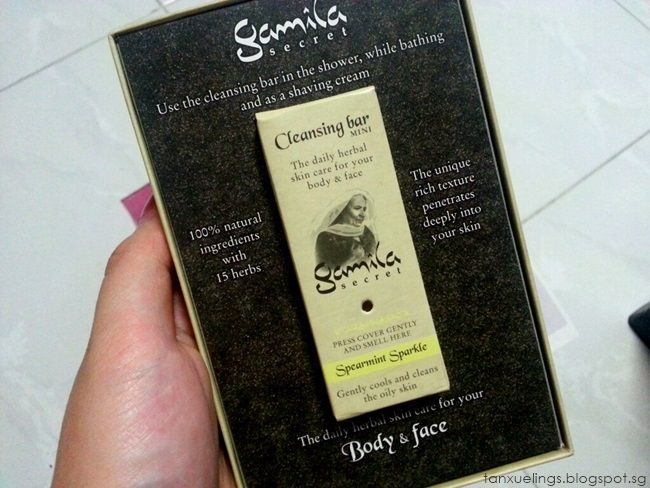 gamila
secret
Use the cleansing bar in the shower, while bathing
and as a shaving cream
Cleansing bar
MINI
The daily herbal
skin care for your
body & face
100% natural
ingredients
with
15 herbs
The unique
rich texture
penetrates
deeply into
your skin
gamila
secret
PRESS COVER GENTLY
AND SMELL HERE
Spearmint Sparkle
Gently cools and cleans
the oily skin
The daily herbal skin care for your
Body & face
tanxuelings.blogspot.sg